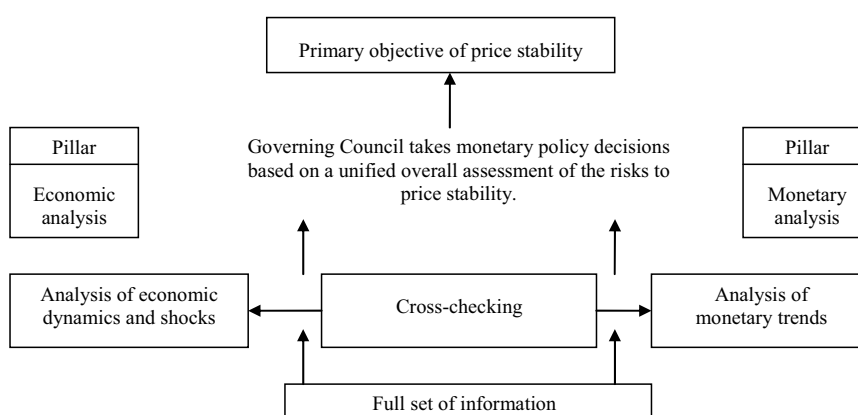 Primary objective of price stability
Pillar
Economic
analysis
Governing Council takes monetary policy decisions
based on a unified overall assessment of the risks to
price stability.
Pillar
Monetary
analysis
Analysis of economic
dynamics and shocks
Cross-checking
Analysis of
monetary trends
Full set of information